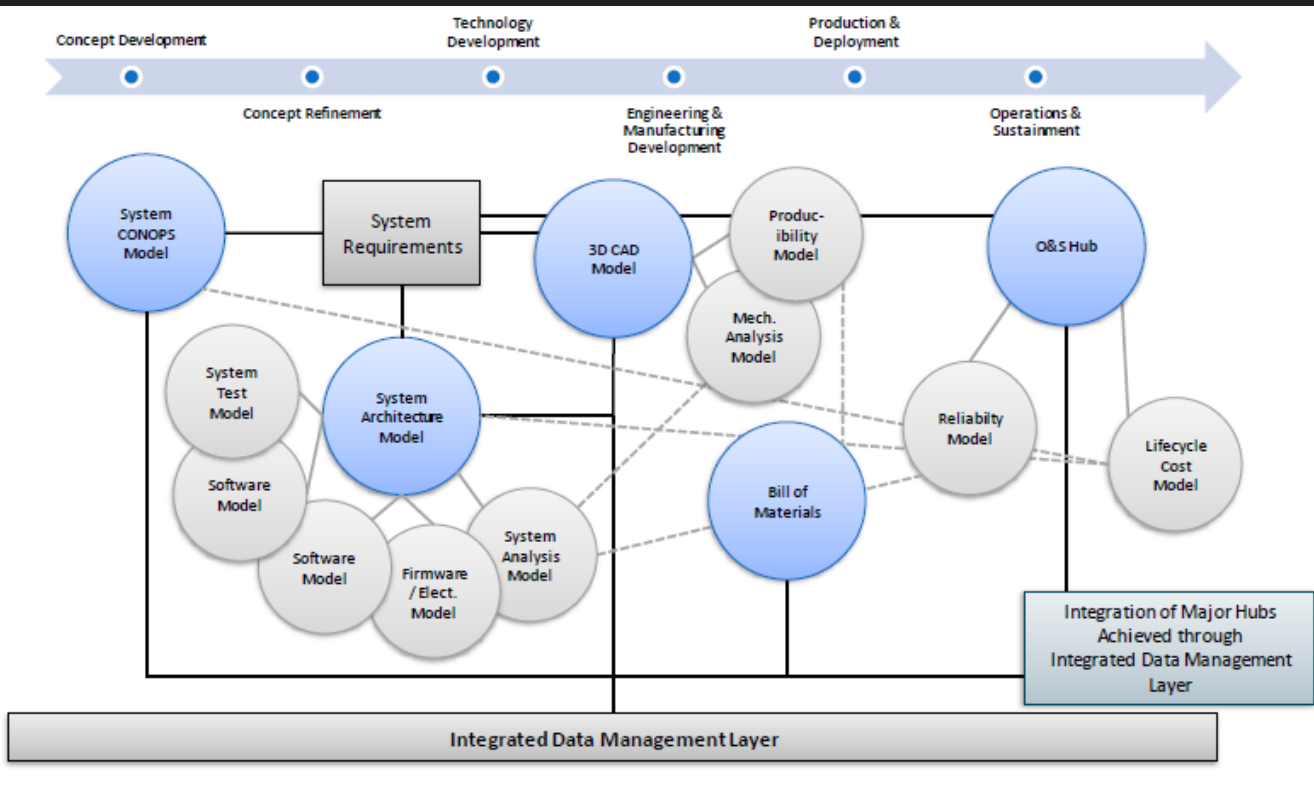 Concept Development
Technology
Development
Production &
Deployment
Concept Refinement
Engineering &
Manufacturing
Development
Operations &
Sustainment
System
CONOPS
Model
System
Requirements
3D CAD
Model
Produc-
ibility
Model
O&S Hub
Mech.
Analysis
Model
System
Test
Model
System
Architecture
Model
Reliabilty
Model
Lifecycle
Cost
Model
Software
Model
Bill of
Materials
Software
Model
Firmware
/ Elect.
Model
System
Analysis
Model
Integration of Major Hubs
Achieved through
Integrated Data Management
Layer
Integrated Data Management Layer